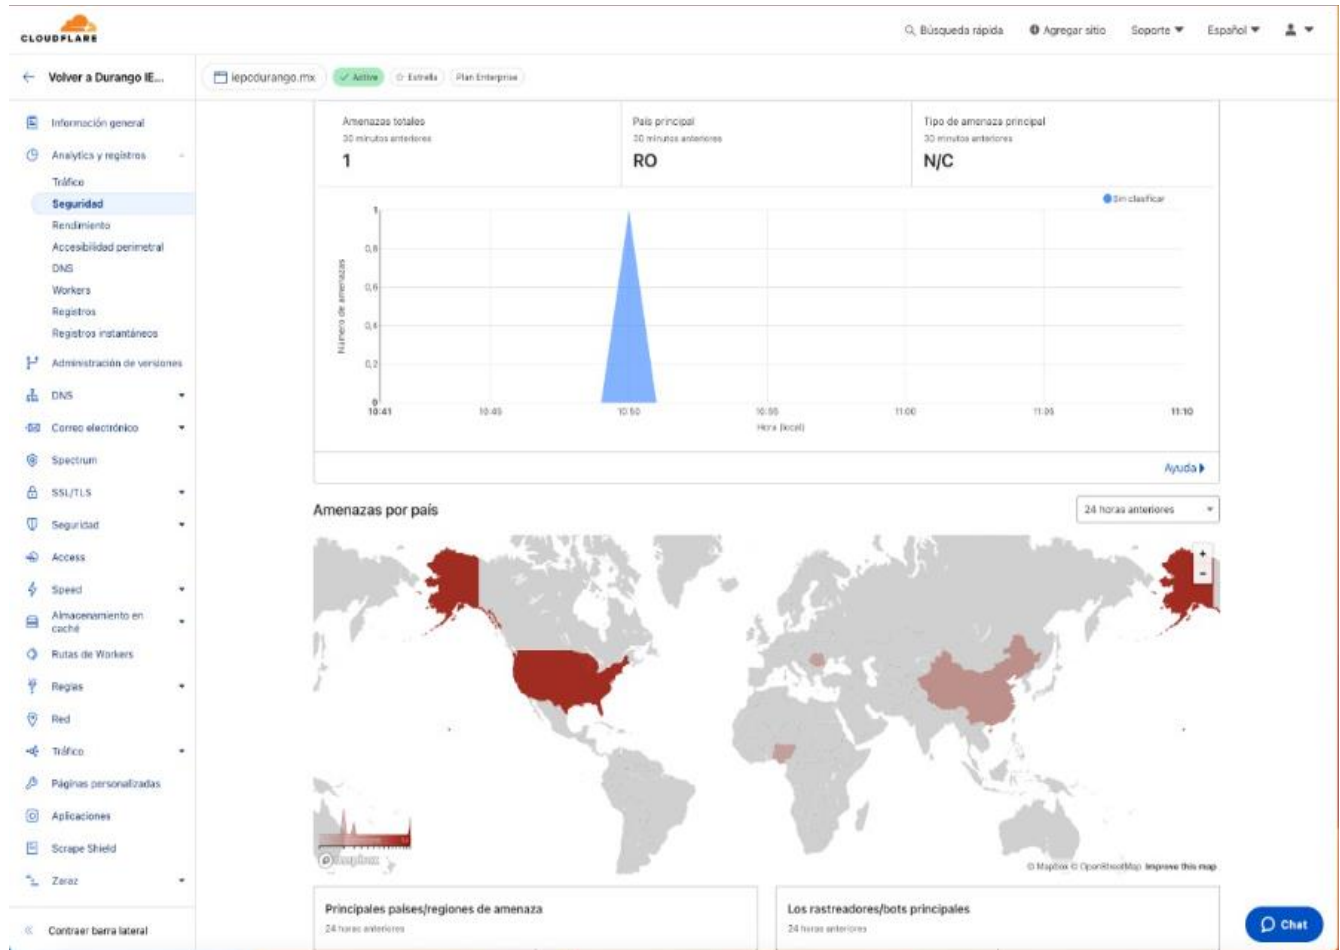 CLOUDFLARE
Búsqueda rápida
Agregar sitio
Soporte
Español
Volver a Durango IE...
iepcdurango.mx
Active
Estrella
Plan Enterprise
Información general
Analytics y registros
Tráfico
Seguridad
Rendimiento
Accesibilidad perimetral
DNS
Workers
Registros
Registros instantáneos
Administración de versiones
DNS
Correo electrónico
Spectrum
SSL/TLS
Seguridad
Access
Speed
Almacenamiento en
caché
Rutas de Workers
Reglas
Red
Tráfico
Páginas personalizadas
Aplicaciones
Scrape Shield
Zaraz
Contraer barra lateral
Amenazas totales
30 minutos anteriores
1
País principal
30 minutos anteriores
RO
Tipo de amenaza principal
30 minutos anteriores
N/C
Sin clasificar
Número de amenazas
1
0,8
0,6
0,4
0,2
0
10:41
10:45
10:50
10:55
11:00
11:05
11:10
Hora (local)
Ayuda
Amenazas por país
24 horas anteriores
+
−
mapbox
© Mapbox © OpenStreetMap Improve this map
Principales países/regiones de amenaza
24 horas anteriores
Los rastreadores/bots principales
24 horas anteriores
Chat